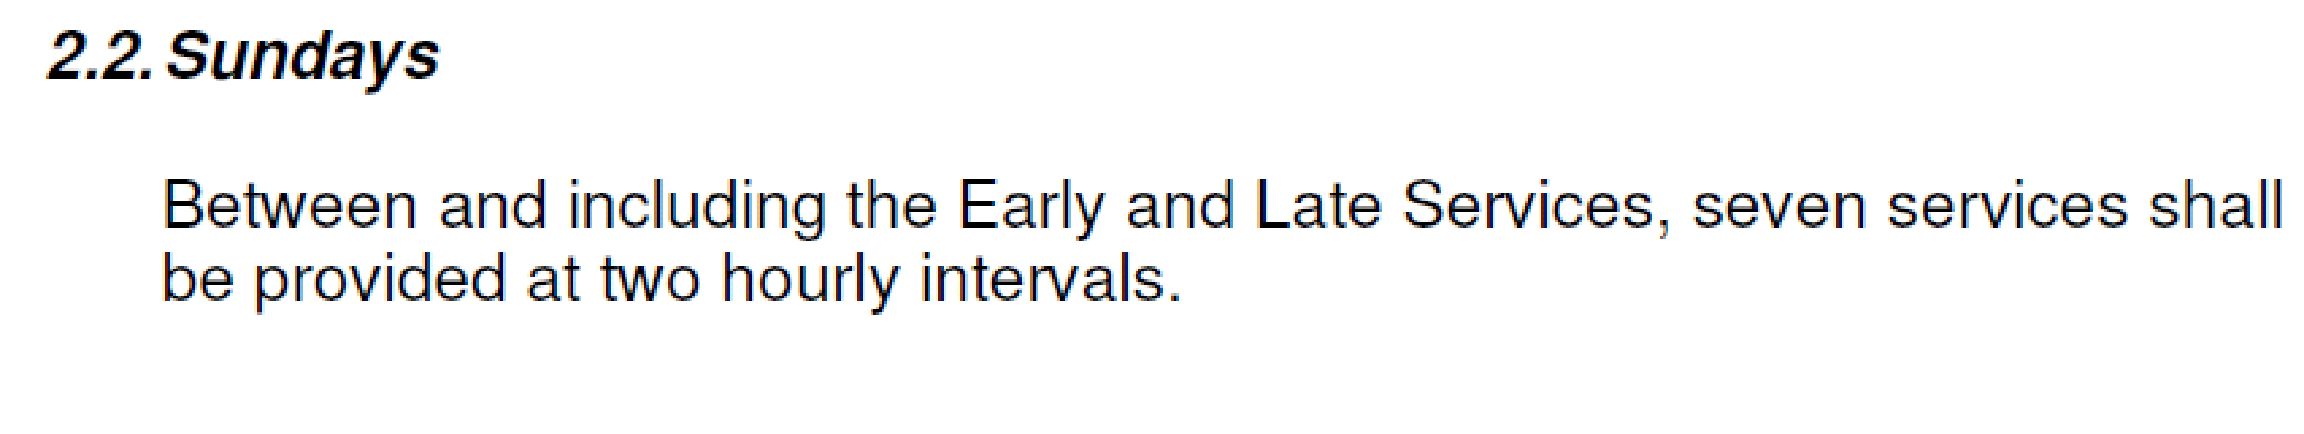 2.2. Sundays
Between and including the Early and Late Services, seven services shall
be provided at two hourly intervals.